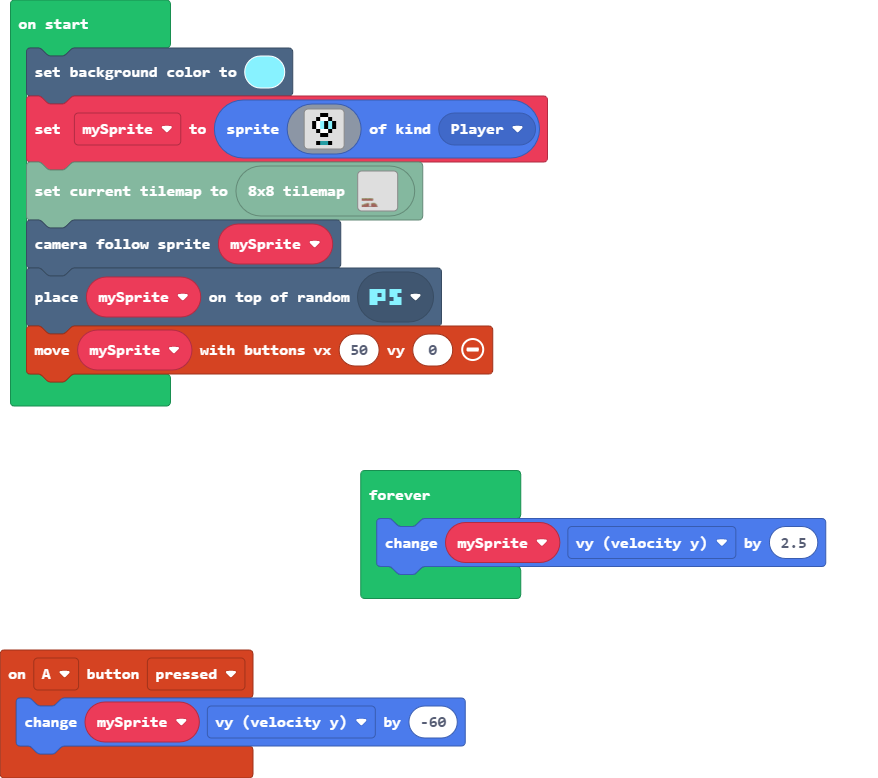 on start
set background color to
set mySprite to sprite of kind Player
set current tilemap to 8x8 tilemap
camera follow sprite mySprite
place mySprite on top of random PS
move mySprite with buttons vx 50 vy 0
forever
change mySprite vy (velocity y) by 2.5
on A button pressed
change mySprite vy (velocity y) by -60